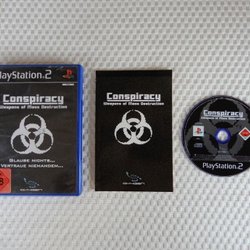 PlayStation 2
Conspiracy
Weapons of Mass Destruction
GLAUBE NICHTS...
VERTRAUE NIEMANDEM...
18
Conspiracy
Weapons of Mass Destruction
Conspiracy
Weapons of Mass Destruction
PlayStation 2